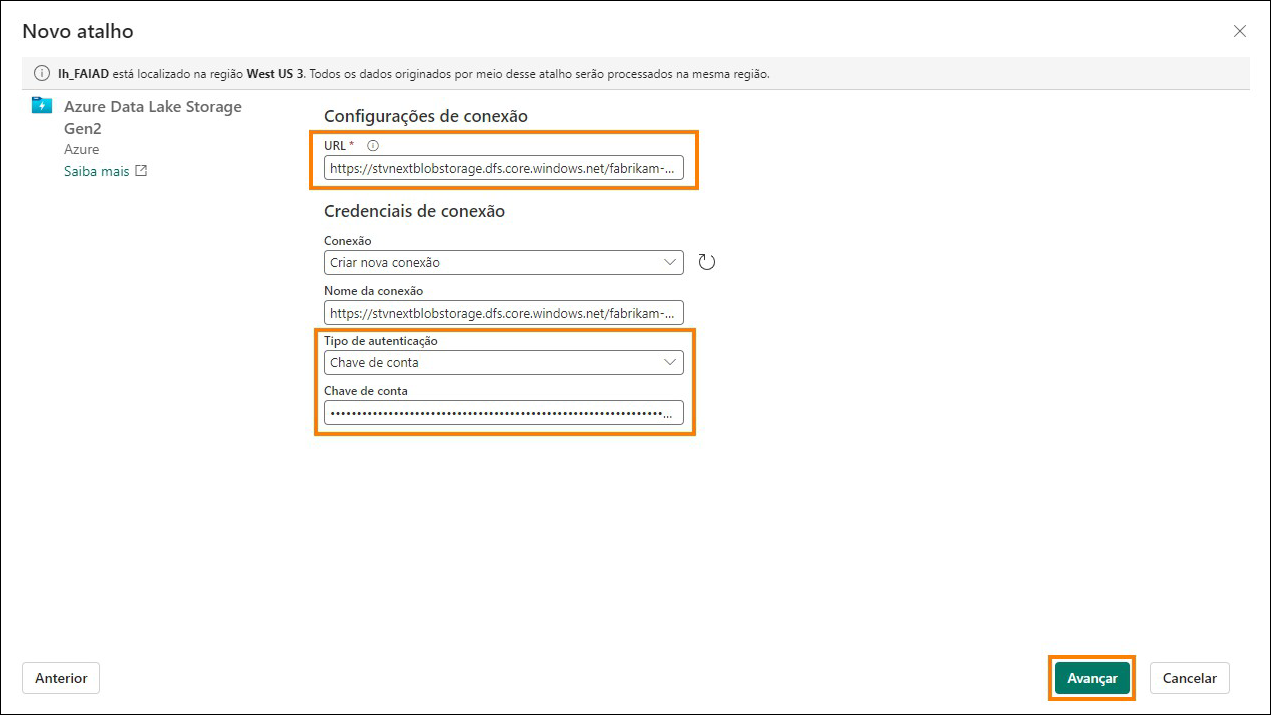 Novo atalho
lh_FAIAD está localizado na região West US 3. Todos os dados originados por meio desse atalho serão processados na mesma região.
Azure Data Lake Storage
Gen2
Azure
Saiba mais
Configurações de conexão
URL *
https://stvnextblobstorage.dfs.core.windows.net/fabrikam-...
Credenciais de conexão
Conexão
Criar nova conexão
Nome da conexão
https://stvnextblobstorage.dfs.core.windows.net/fabrikam-...
Tipo de autenticação
Chave de conta
Chave de conta
Anterior
Avançar
Cancelar